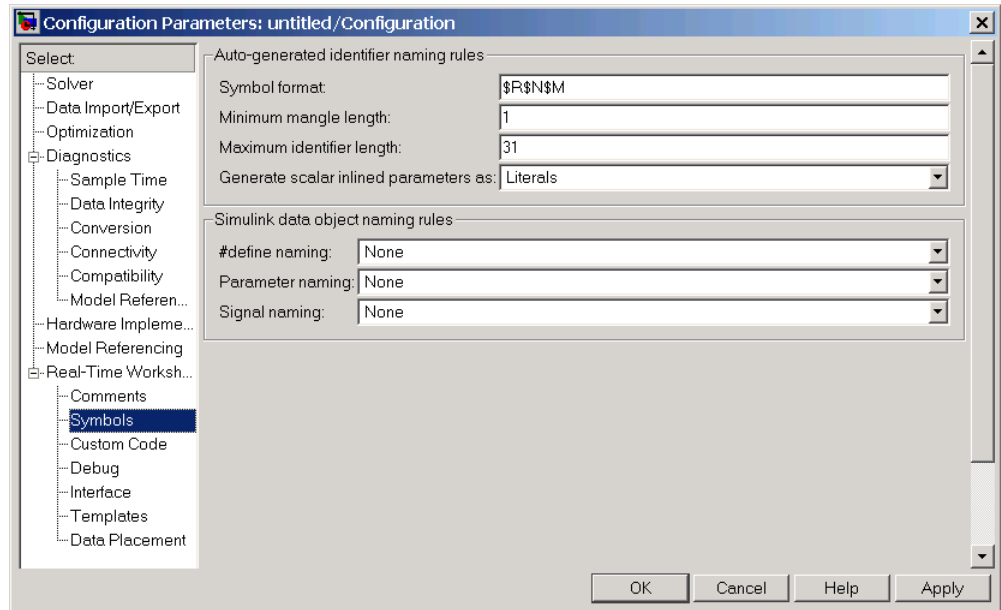 Configuration Parameters: untitled/Configuration
Select:
Solver
Data Import/Export
Optimization
Diagnostics
Sample Time
Data Integrity
Conversion
Connectivity
Compatibility
Model Referen...
Hardware Impleme...
Model Referencing
Real-Time Worksh...
Comments
Symbols
Custom Code
Debug
Interface
Templates
Data Placement
Auto-generated identifier naming rules
Symbol format: $R$N$M
Minimum mangle length: 1
Maximum identifier length: 31
Generate scalar inlined parameters as: Literals
Simulink data object naming rules
#define naming: None
Parameter naming: None
Signal naming: None
OK Cancel Help Apply